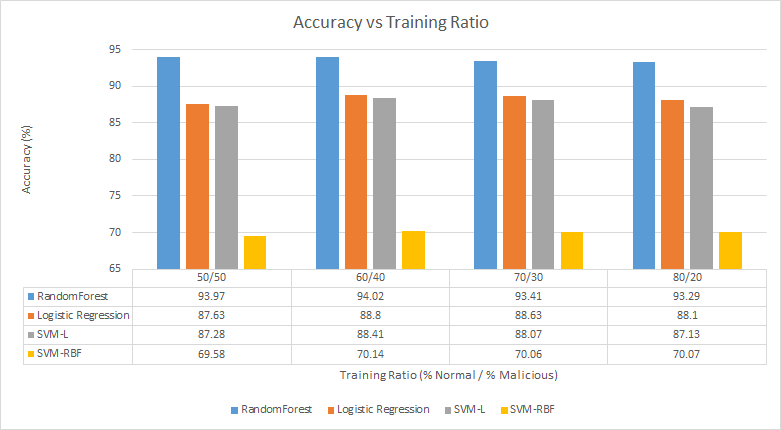 Accuracy vs Training Ratio
95
90
85
80
75
70
65
Accuracy (%)
50/50 60/40 70/30 80/20
RandomForest 93.97 94.02 93.41 93.29
Logistic Regression 87.63 88.8 88.63 88.1
SVM-L 87.28 88.41 88.07 87.13
SVM-RBF 69.58 70.14 70.06 70.07
Training Ratio (% Normal / % Malicious)
RandomForest Logistic Regression SVM-L SVM-RBF